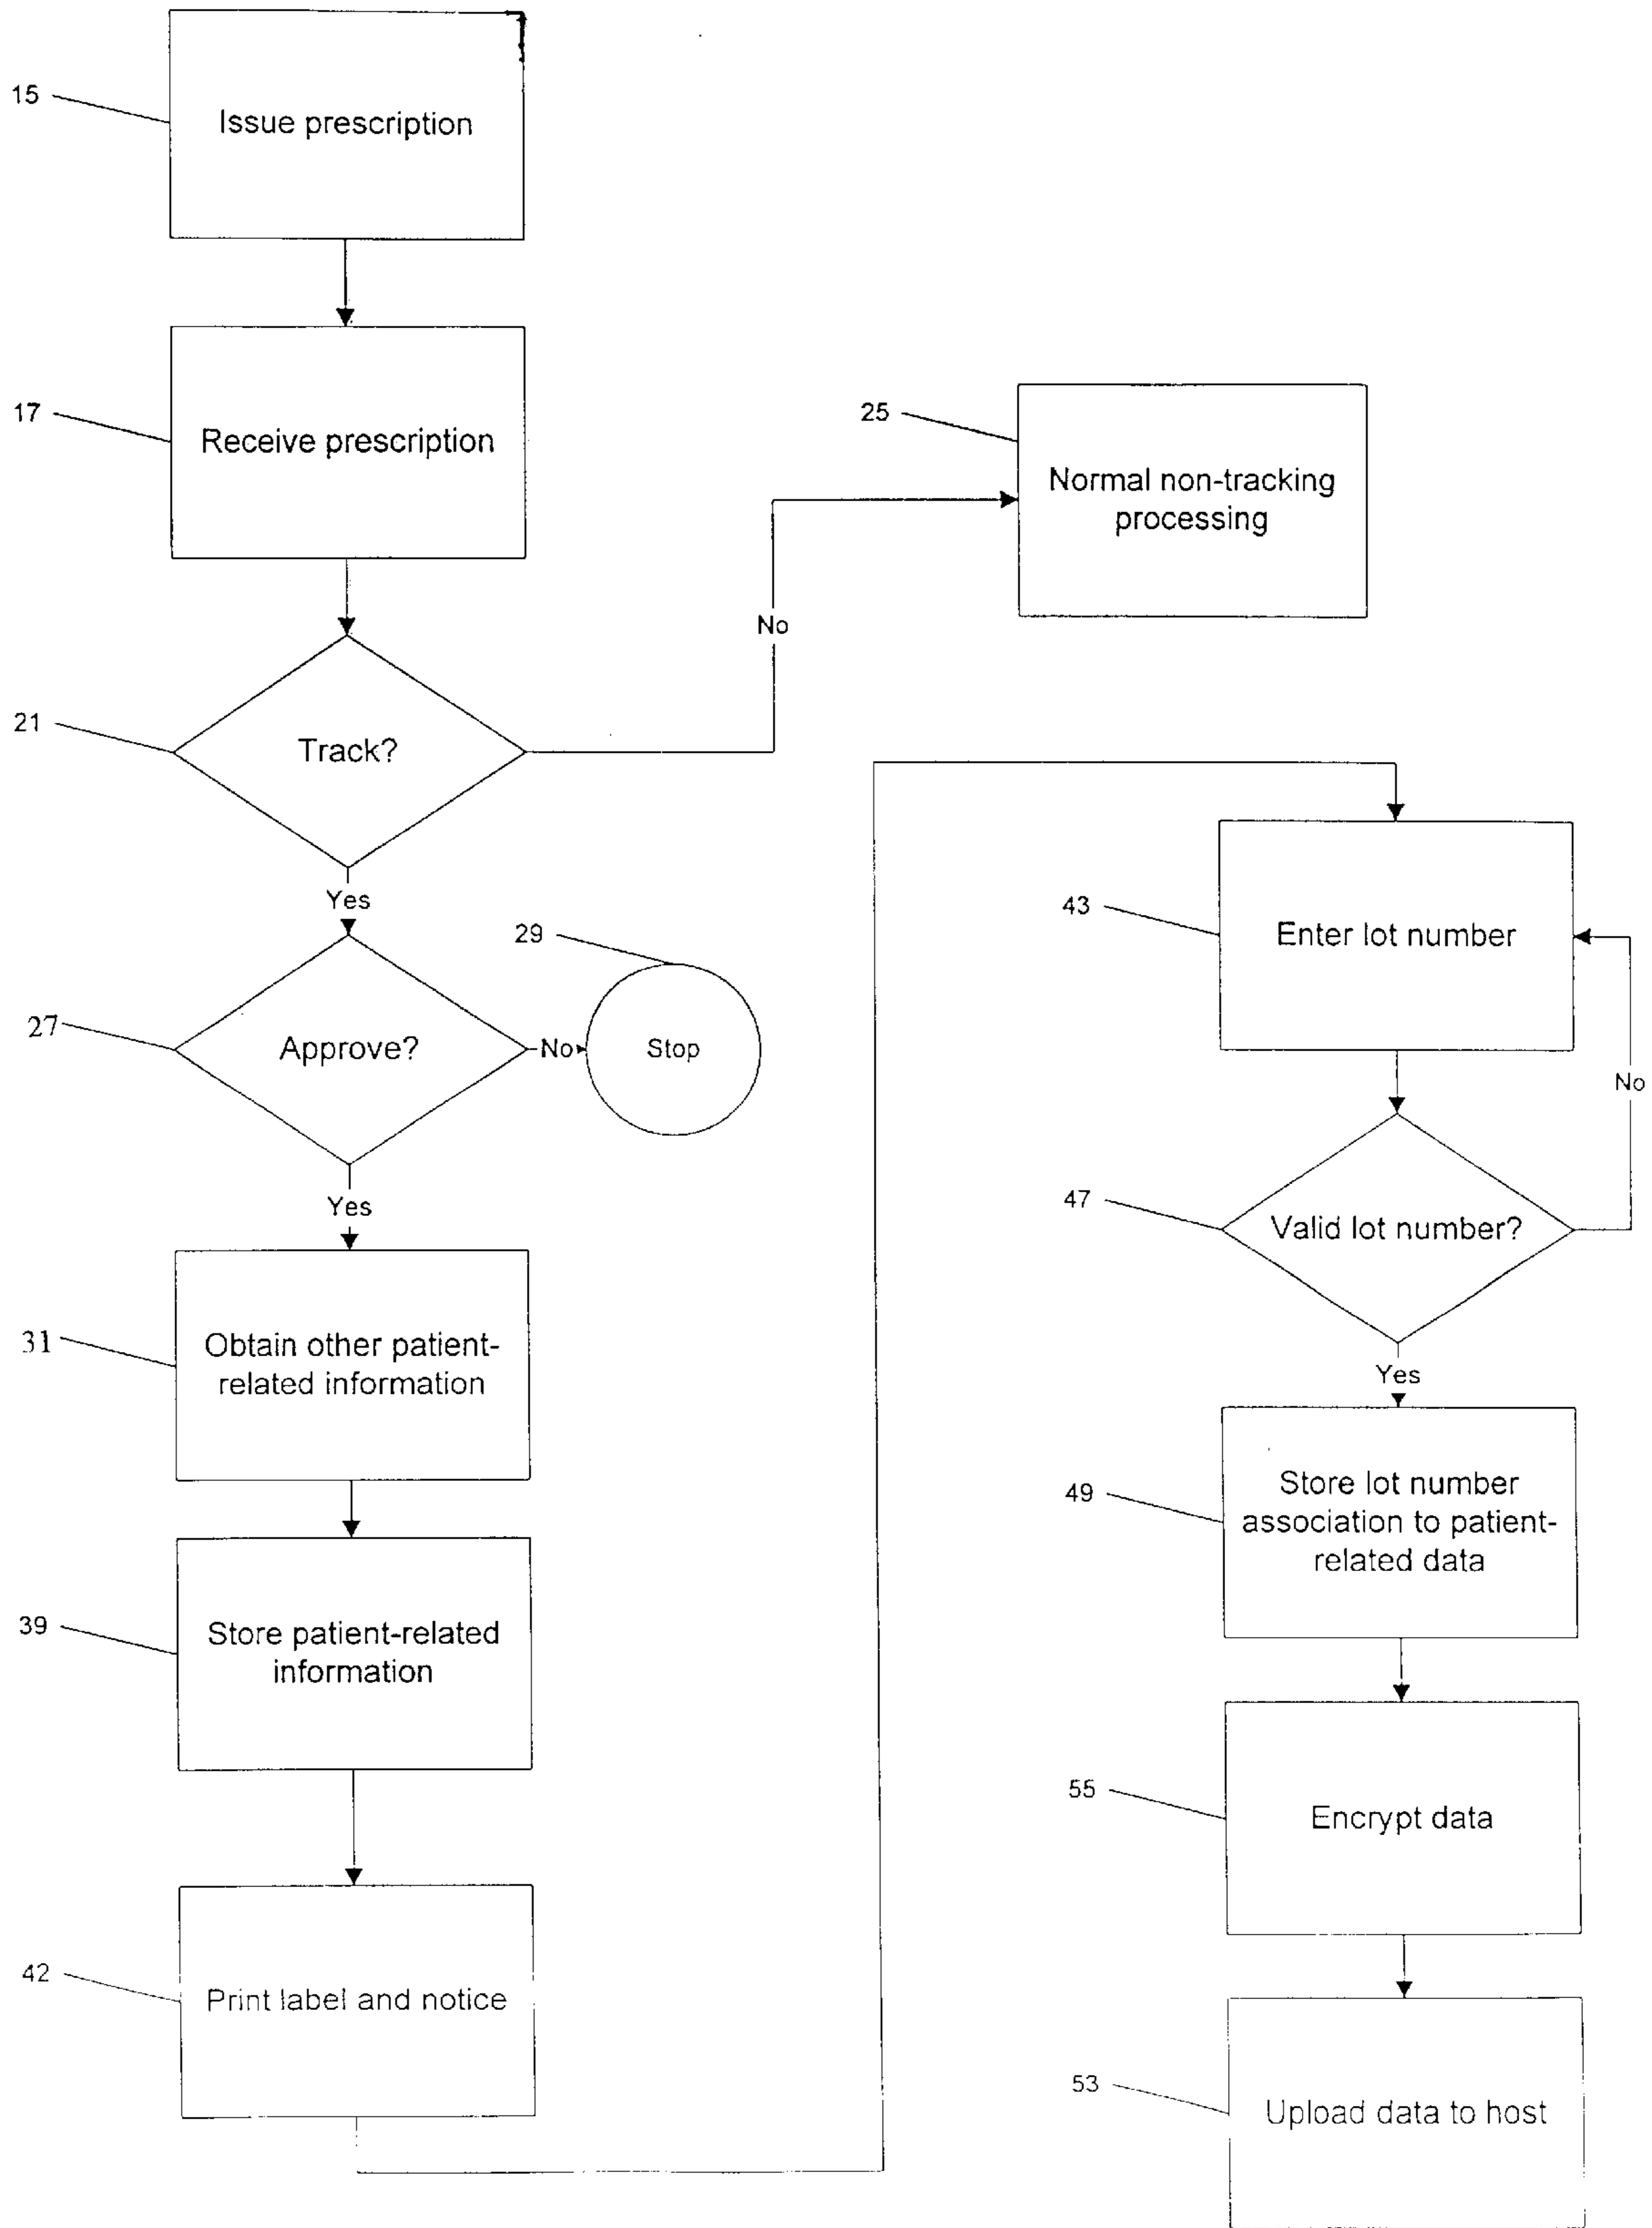 15
Issue prescription
17
Receive prescription
25
Normal non-tracking
processing
No
21
Track?
Yes
29
27
Approve?
No
Stop
Yes
31
Obtain other patient-
related information
39
Store patient-related
information
42
Print label and notice
43
Enter lot number
No
47
Valid lot number?
Yes
49
Store lot number
association to patient-
related data
55
Encrypt data
53
Upload data to host